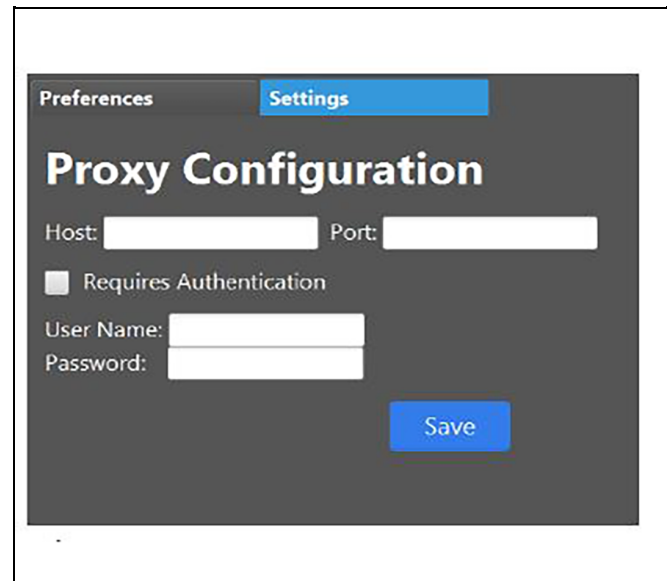 Preferences Settings
Proxy Configuration
Host: Port:
Requires Authentication
User Name:
Password:
Save